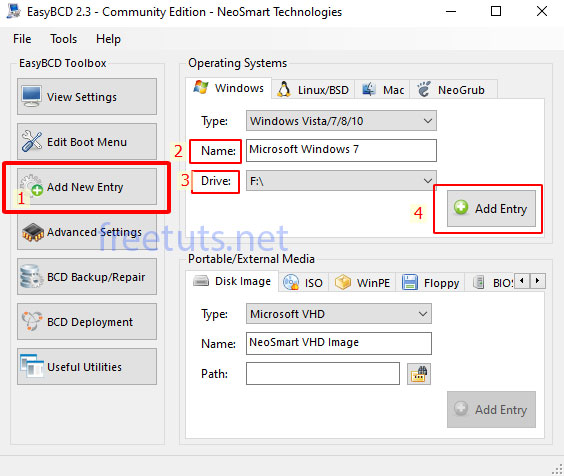 EasyBCD 2.3 - Community Edition - NeoSmart Technologies
File Tools Help
EasyBCD Toolbox
View Settings
Edit Boot Menu
1 Add New Entry
Advanced Settings
BCD Backup/Repair
BCD Deployment
Useful Utilities
Operating Systems
Windows Linux/BSD Mac NeoGrub
Type: Windows Vista/7/8/10
2 Name: Microsoft Windows 7
3 Drive: F:\
4 Add Entry
freetuts.net
Portable/External Media
Disk Image ISO WinPE Floppy BIOS
Type: Microsoft VHD
Name: NeoSmart VHD Image
Path:
Add Entry